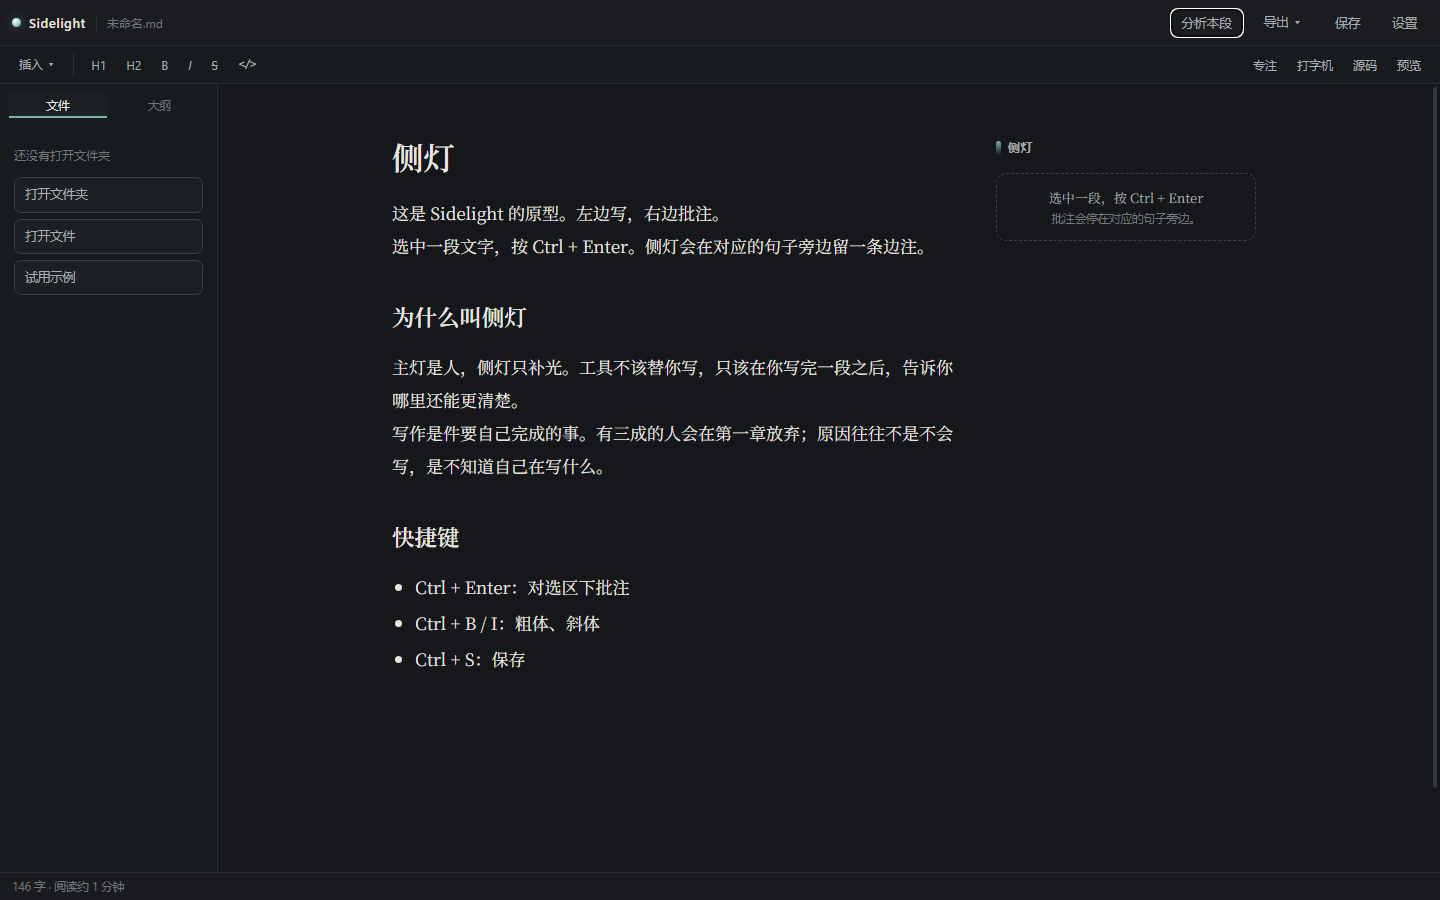 Sidelight 未命名.md 分析本段 导出 保存 设置
插入 H1 H2 B I S </> 专注 打字机 源码 预览
文件 大纲
还没有打开文件夹
打开文件夹
打开文件
试用示例
侧灯
这是 Sidelight 的原型。左边写，右边批注。
选中一段文字，按 Ctrl + Enter。侧灯会在对应的句子旁边留一条边注。
为什么叫侧灯
主灯是人，侧灯只补光。工具不该替你写，只该在你写完一段之后，告诉你
哪里还能更清楚。
写作是件要自己完成的事。有三成的人会在第一章放弃；原因往往不是不会
写，是不知道自己在写什么。
快捷键
Ctrl + Enter：对选区下批注
Ctrl + B / I：粗体、斜体
Ctrl + S：保存
侧灯
选中一段，按 Ctrl + Enter
批注会停在对应的句子旁边。
146 字 · 阅读约 1 分钟